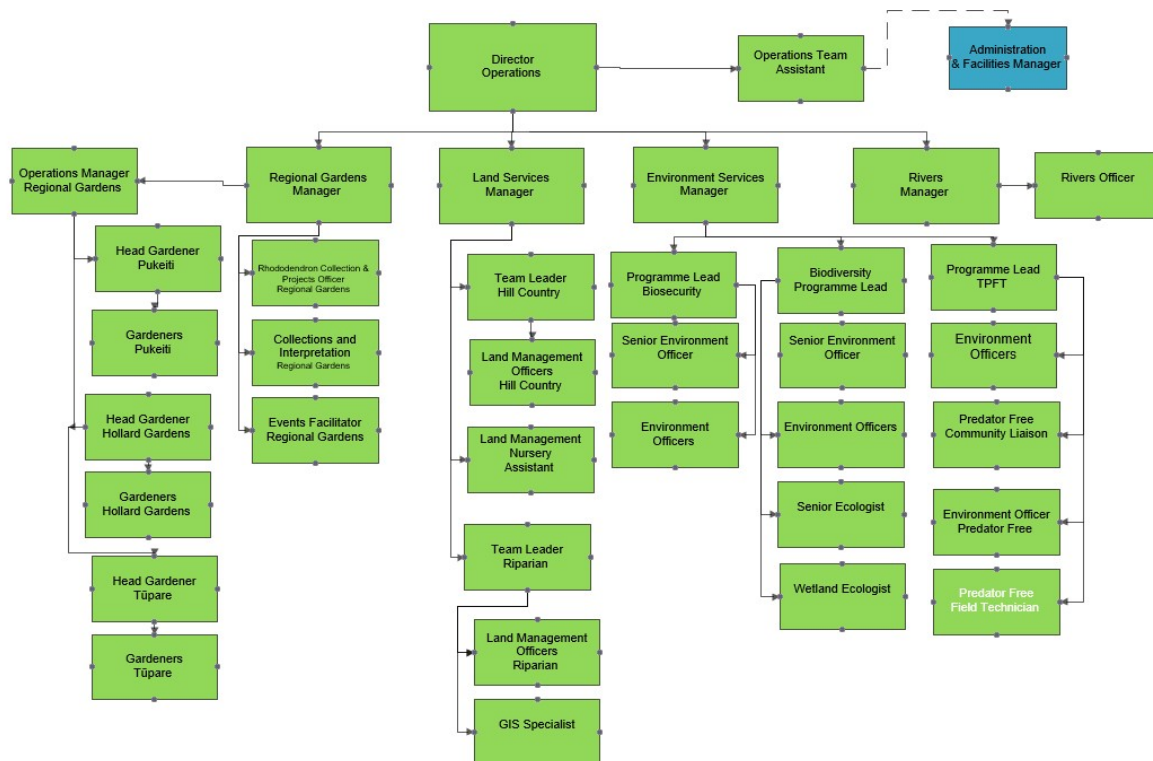 Director
Operations
Operations Team
Assistant
Administration
& Facilities Manager
Operations Manager
Regional Gardens
Regional Gardens
Manager
Land Services
Manager
Environment Services
Manager
Rivers
Manager
Rivers Officer
Head Gardener
Pukeiti
Gardeners
Pukeiti
Head Gardener
Hollard Gardens
Gardeners
Hollard Gardens
Head Gardener
Tūpare
Gardeners
Tūpare
Rhododendron Collection &
Projects Officer
Regional Gardens
Collections and
Interpretation
Regional Gardens
Events Facilitator
Regional Gardens
Team Leader
Hill Country
Land Management
Officers
Hill Country
Land Management
Nursery
Assistant
Team Leader
Riparian
Land Management
Officers
Riparian
GIS Specialist
Programme Lead
Biosecurity
Senior Environment
Officer
Environment
Officers
Biodiversity
Programme Lead
Senior Environment
Officer
Environment Officers
Senior Ecologist
Wetland Ecologist
Programme Lead
TPFT
Environment
Officers
Predator Free
Community Liaison
Environment Officer
Predator Free
Predator Free
Field Technician